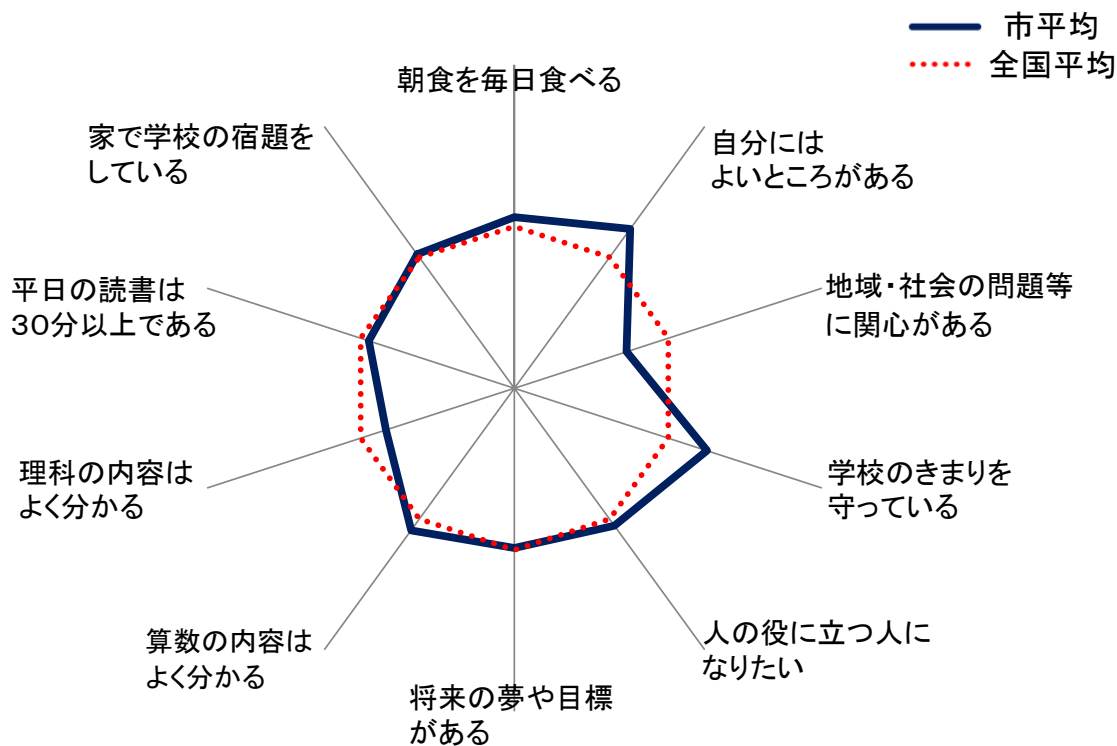 市平均
全国平均
朝食を毎日食べる
自分には
よいところがある
地域・社会の問題等
に関心がある
学校のきまりを
守っている
人の役に立つ人に
なりたい
将来の夢や目標
がある
算数の内容は
よく分かる
理科の内容は
よく分かる
平日の読書は
30分以上である
家で学校の宿題を
している